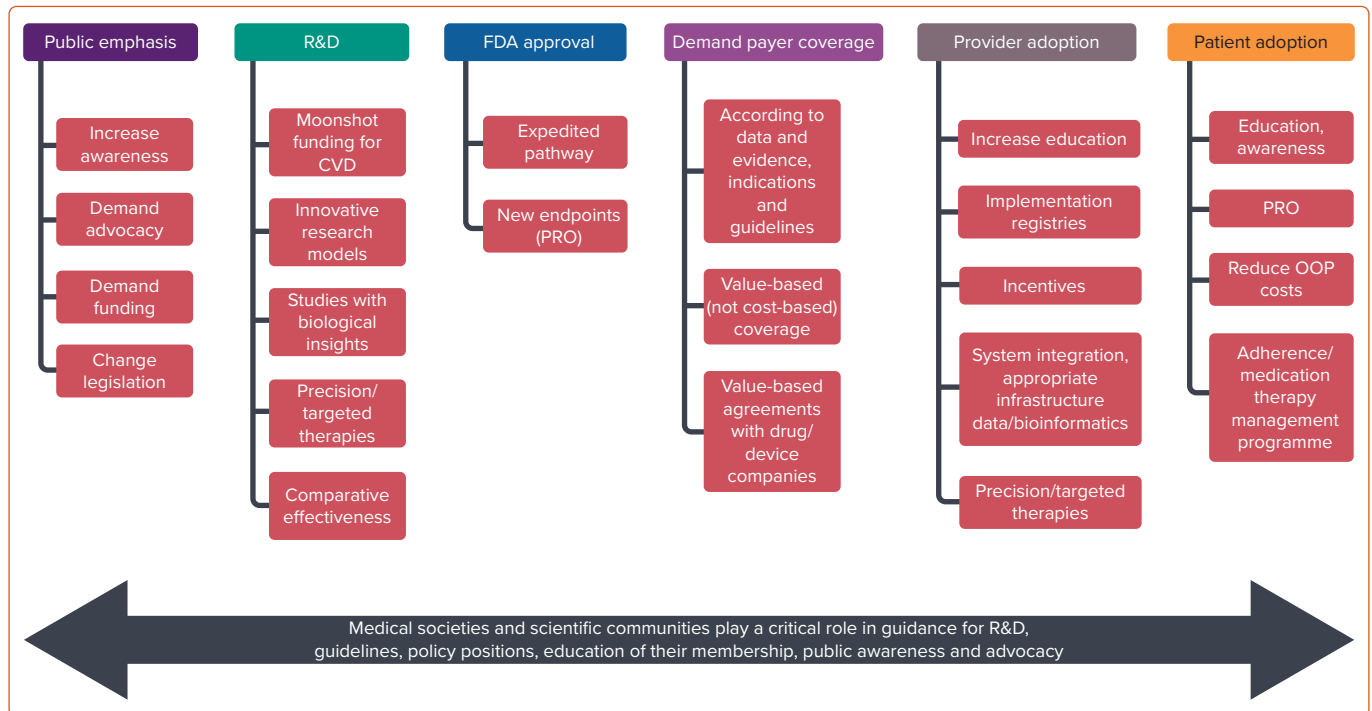 Public emphasis
Increase
awareness
Demand
advocacy
Demand
funding
Change
legislation
R&D
Moonshot
funding for
CVD
Innovative
research
models
Studies with
biological
insights
Precision/
targeted
therapies
Comparative
effectiveness
FDA approval
Expedited
pathway
New endpoints
(PRO)
Demand payer coverage
According to
data and
evidence,
indications
and
guidelines
Value-based
(not cost-based)
coverage
Value-based
agreements
with drug/
device
companies
Provider adoption
Increase education
Implementation
registries
Incentives
System integration,
appropriate
infrastructure
data/bioinformatics
Precision/targeted
therapies
Patient adoption
Education,
awareness
PRO
Reduce OOP
costs
Adherence/
medication
therapy
management
programme
Medical societies and scientific communities play a critical role in guidance for R&D,
guidelines, policy positions, education of their membership, public awareness and advocacy